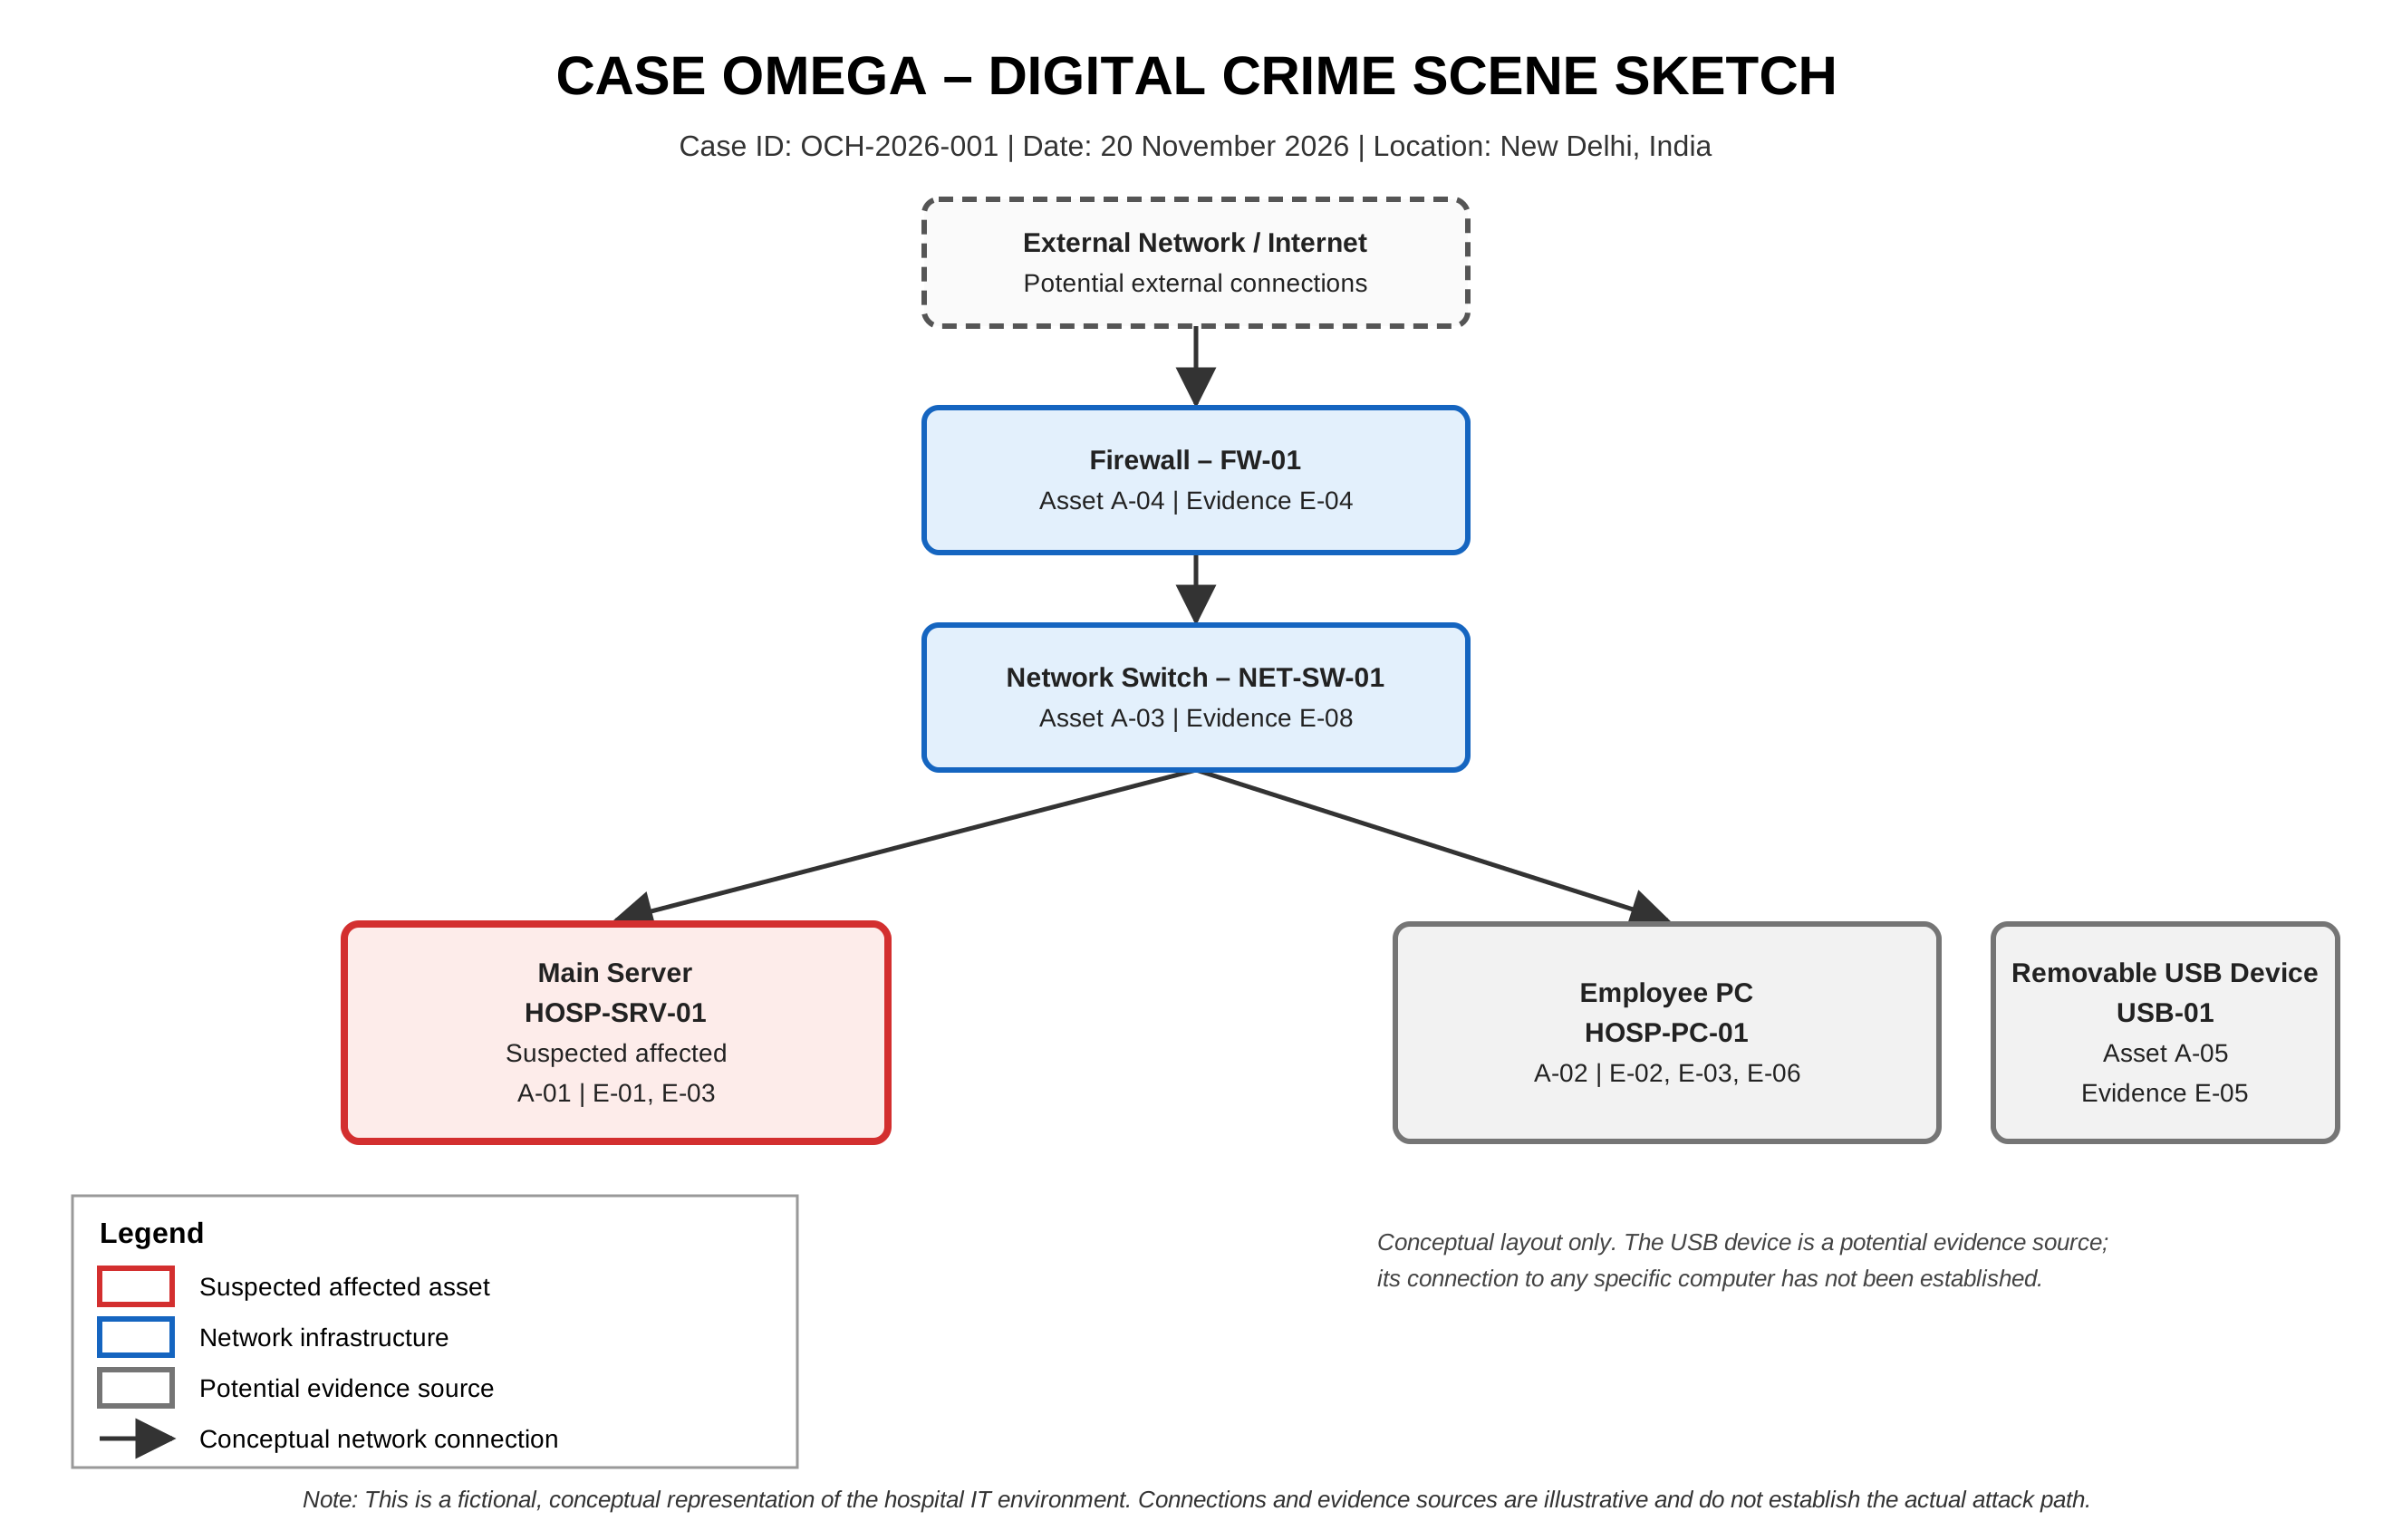 CASE OMEGA – DIGITAL CRIME SCENE SKETCH
Case ID: OCH-2026-001 | Date: 20 November 2026 | Location: New Delhi, India
External Network / Internet
Potential external connections
Firewall – FW-01
Asset A-04 | Evidence E-04
Network Switch – NET-SW-01
Asset A-03 | Evidence E-08
Main Server
HOSP-SRV-01
Suspected affected
A-01 | E-01, E-03
Employee PC
HOSP-PC-01
A-02 | E-02, E-03, E-06
Removable USB Device
USB-01
Asset A-05
Evidence E-05
Legend
Suspected affected asset
Network infrastructure
Potential evidence source
Conceptual network connection
Conceptual layout only. The USB device is a potential evidence source;
its connection to any specific computer has not been established.
Note: This is a fictional, conceptual representation of the hospital IT environment. Connections and evidence sources are illustrative and do not establish the actual attack path.